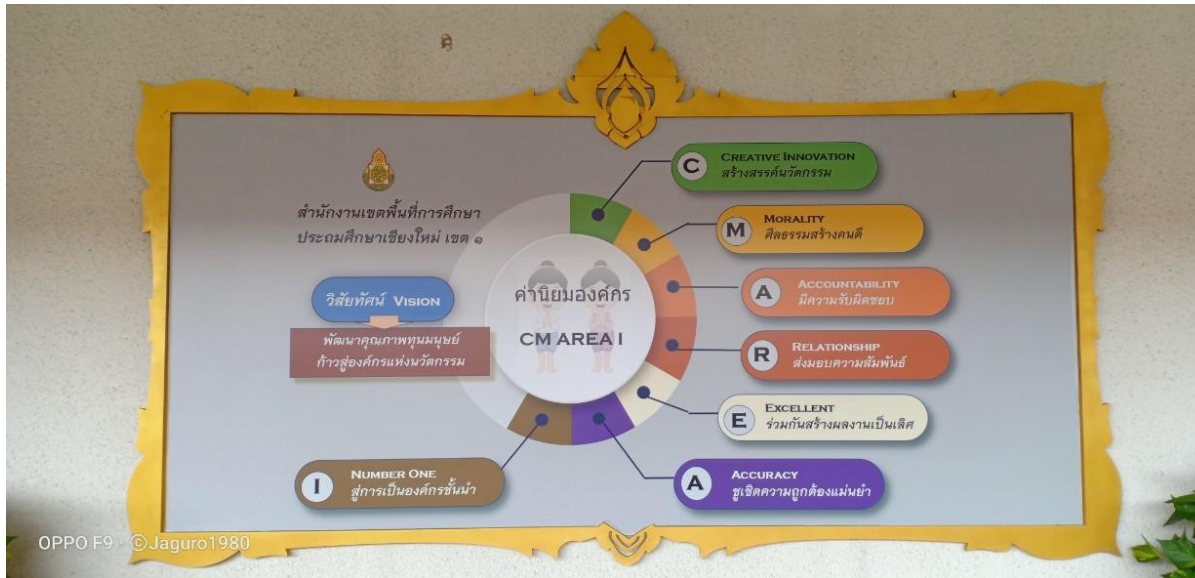 สำนักงานเขตพื้นที่การศึกษา
ประถมศึกษาเชียงใหม่ เขต ๑
วิสัยทัศน์ VISION
พัฒนาคุณภาพทุนมนุษย์
ก้าวสู่องค์กรแห่งนวัตกรรม
ค่านิยมองค์กร
CM AREA I
C
CREATIVE INNOVATION
สร้างสรรค์นวัตกรรม
M
MORALITY
ศีลธรรมสร้างคนดี
A
ACCOUNTABILITY
มีความรับผิดชอบ
R
RELATIONSHIP
ส่งมอบความสัมพันธ์
E
EXCELLENT
ร่วมกันสร้างผลงานเป็นเลิศ
A
ACCURACY
ชูเชิดความถูกต้องแม่นยำ
I
NUMBER ONE
สู่การเป็นองค์กรชั้นนำ
OPPO F9 · ©Jaguro1980